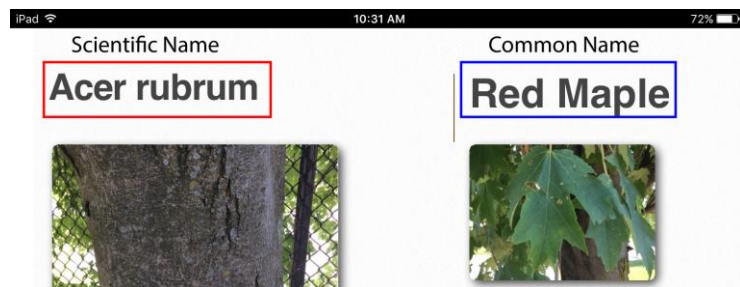 iPad 10:31 AM 72%
Scientific Name Common Name
Acer rubrum Red Maple